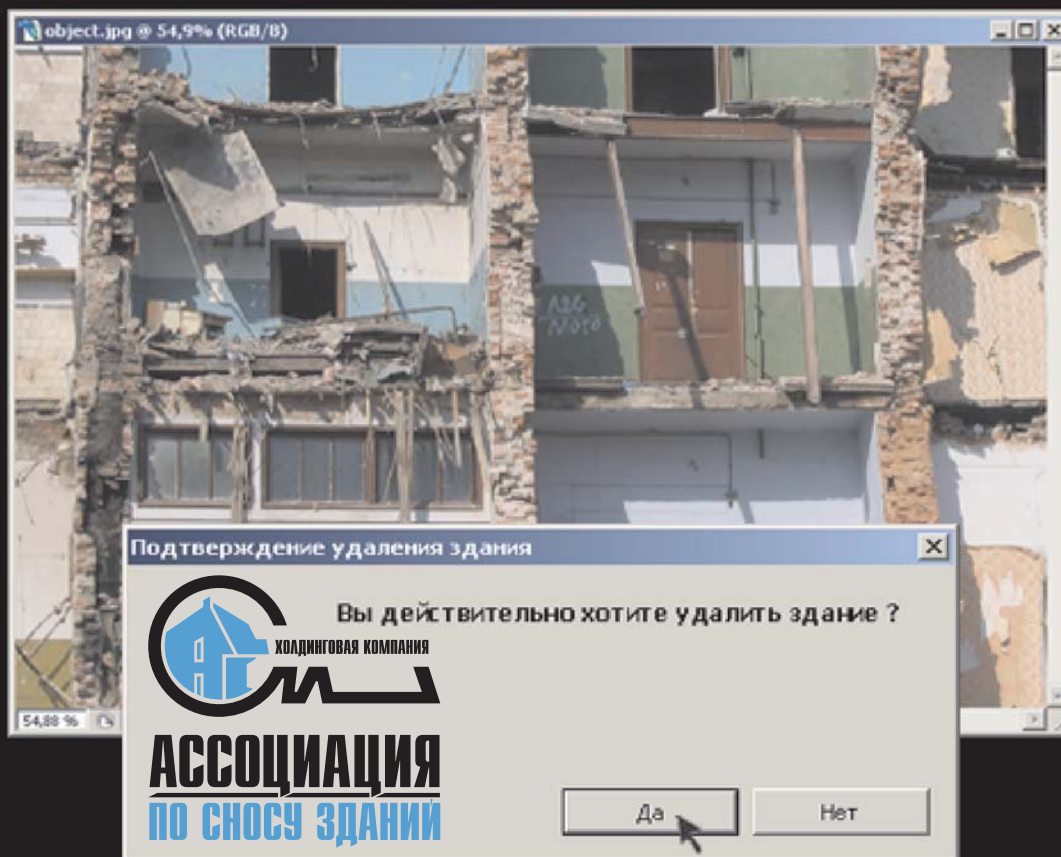 object.jpg @ 54,9% (RGB/8)
54,88 %
Подтверждение удаления здания
Вы действительно хотите удалить здание ?
ХОЛДИНГОВАЯ КОМПАНИЯ
АССОЦИАЦИЯ
ПО СНОСУ ЗДАНИЙ
Да
Нет